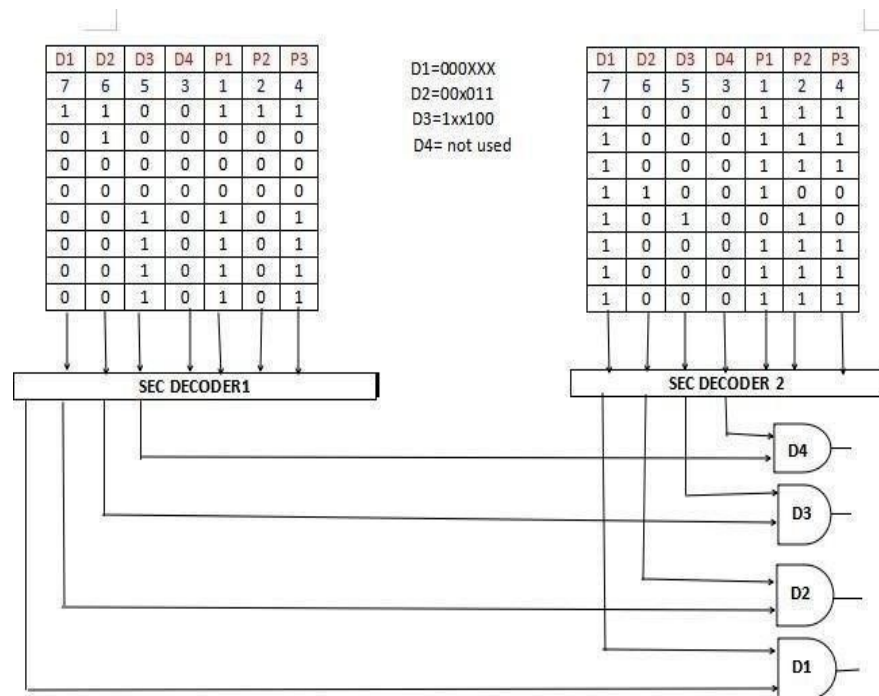 D1 D2 D3 D4 P1 P2 P3
7 6 5 3 1 2 4
1 1 0 0 1 1 1
0 1 0 0 0 0 0
0 0 0 0 0 0 0
0 0 0 0 0 0 0
0 0 1 0 1 0 1
0 0 1 0 1 0 1
0 0 1 0 1 0 1
0 0 1 0 1 0 1
D1=000XXX
D2=00x011
D3=1xx100
D4= not used
D1 D2 D3 D4 P1 P2 P3
7 6 5 3 1 2 4
1 0 0 0 1 1 1
1 0 0 0 1 1 1
1 0 0 0 1 1 1
1 1 0 0 1 0 0
1 0 1 0 0 1 0
1 0 0 0 1 1 1
1 0 0 0 1 1 1
1 0 0 0 1 1 1
SEC DECODER1
SEC DECODER 2
D4
D3
D2
D1